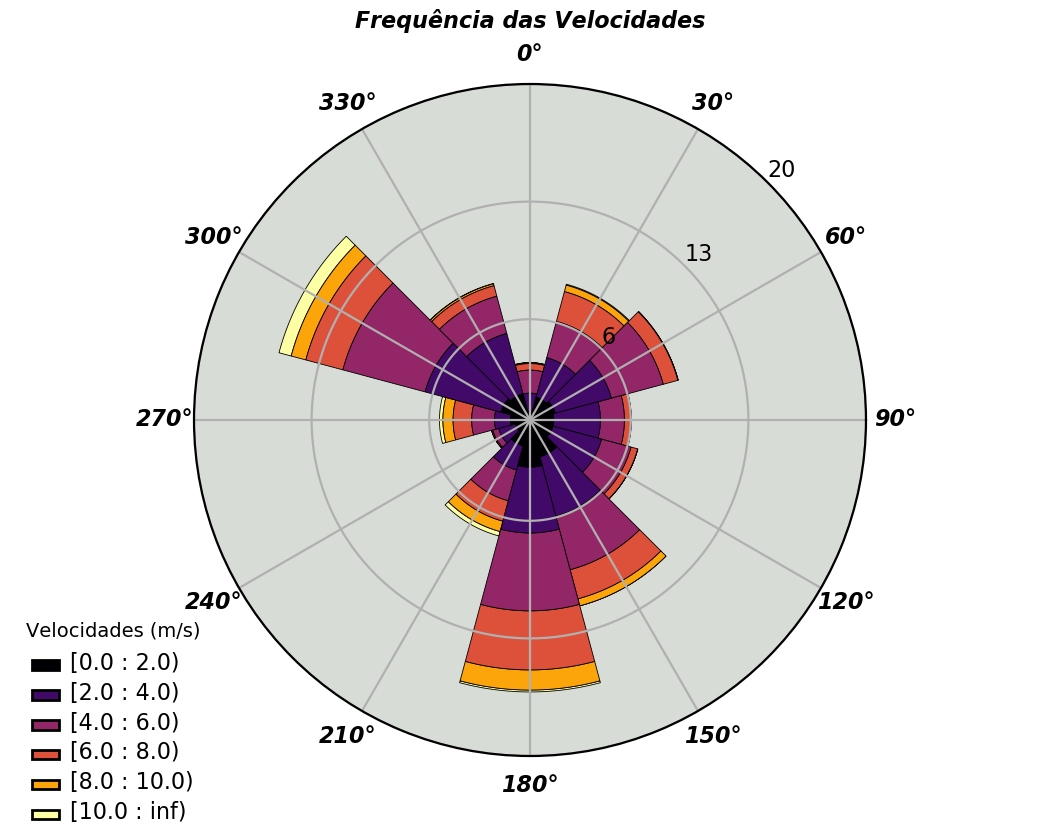 Frequência das Velocidades
0°
330°
30°
20
300°
60°
13
6
270°
90°
240°
120°
210°
150°
180°
Velocidades (m/s)
[0.0 : 2.0)
[2.0 : 4.0)
[4.0 : 6.0)
[6.0 : 8.0)
[8.0 : 10.0)
[10.0 : inf)